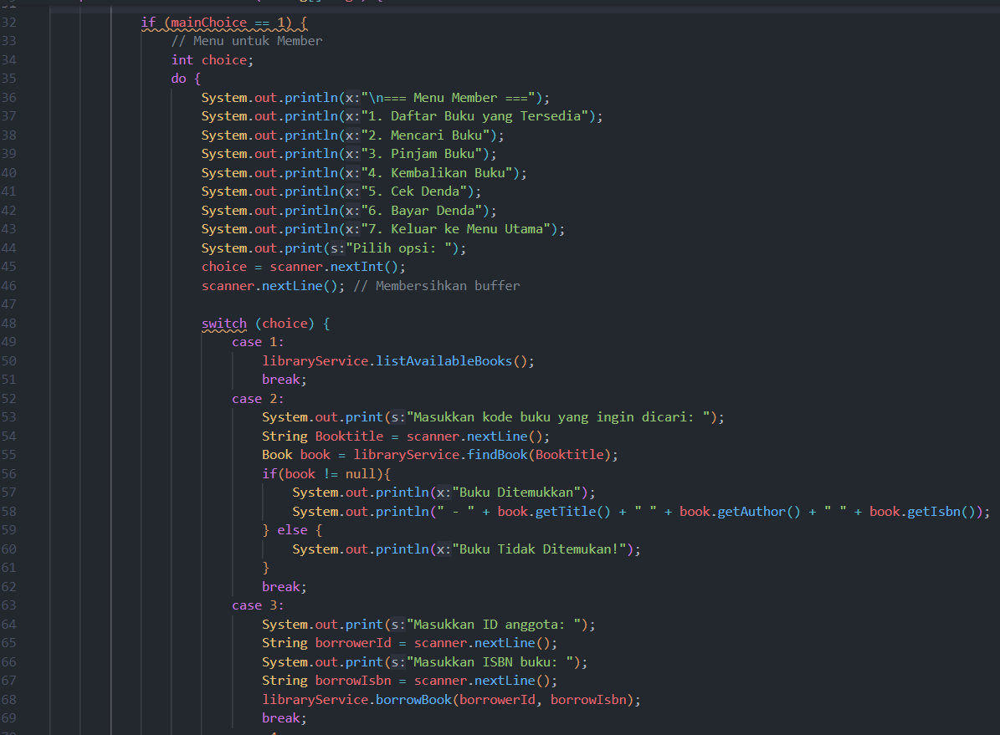 32 if (mainChoice == 1) {
33 // Menu untuk Member
34 int choice;
35 do {
36 System.out.println(x:"\n=== Menu Member ===");
37 System.out.println(x:"1. Daftar Buku yang Tersedia");
38 System.out.println(x:"2. Mencari Buku");
39 System.out.println(x:"3. Pinjam Buku");
40 System.out.println(x:"4. Kembalikan Buku");
41 System.out.println(x:"5. Cek Denda");
42 System.out.println(x:"6. Bayar Denda");
43 System.out.println(x:"7. Keluar ke Menu Utama");
44 System.out.print(s:"Pilih opsi: ");
45 choice = scanner.nextInt();
46 scanner.nextLine(); // Membersihkan buffer
47
48 switch (choice) {
49 case 1:
50 libraryService.listAvailableBooks();
51 break;
52 case 2:
53 System.out.print(s:"Masukkan kode buku yang ingin dicari: ");
54 String Booktitle = scanner.nextLine();
55 Book book = libraryService.findBook(Booktitle);
56 if(book != null){
57 System.out.println(x:"Buku Ditemukkan");
58 System.out.println(" - " + book.getTitle() + " " + book.getAuthor() + " " + book.getIsbn());
59 } else {
60 System.out.println(x:"Buku Tidak Ditemukan!");
61 }
62 break;
63 case 3:
64 System.out.print(s:"Masukkan ID anggota: ");
65 String borrowerId = scanner.nextLine();
66 System.out.print(s:"Masukkan ISBN buku: ");
67 String borrowIsbn = scanner.nextLine();
68 libraryService.borrowBook(borrowerId, borrowIsbn);
69 break;